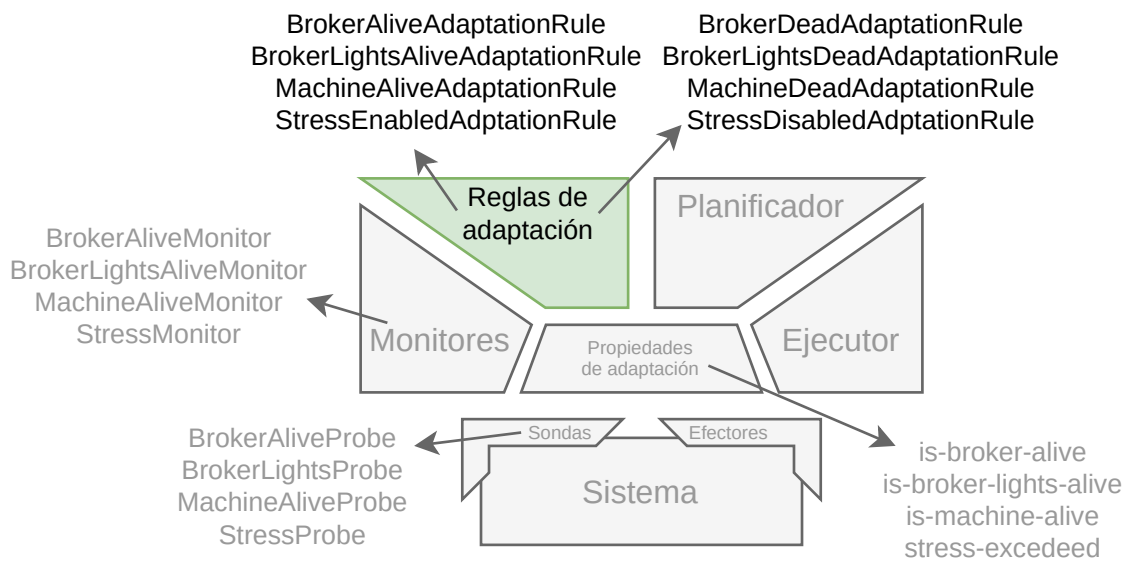 BrokerAliveAdaptationRule
BrokerLightsAliveAdaptationRule
MachineAliveAdaptationRule
StressEnabledAdptationRule
BrokerDeadAdaptationRule
BrokerLightsDeadAdaptationRule
MachineDeadAdaptationRule
StressDisabledAdptationRule
Reglas de
adaptación
Planificador
BrokerAliveMonitor
BrokerLightsAliveMonitor
MachineAliveMonitor
StressMonitor
Monitores
Propiedades
de adaptación
Ejecutor
BrokerAliveProbe
BrokerLightsProbe
MachineAliveProbe
StressProbe
Sondas
Efectores
Sistema
is-broker-alive
is-broker-lights-alive
is-machine-alive
stress-excedeed